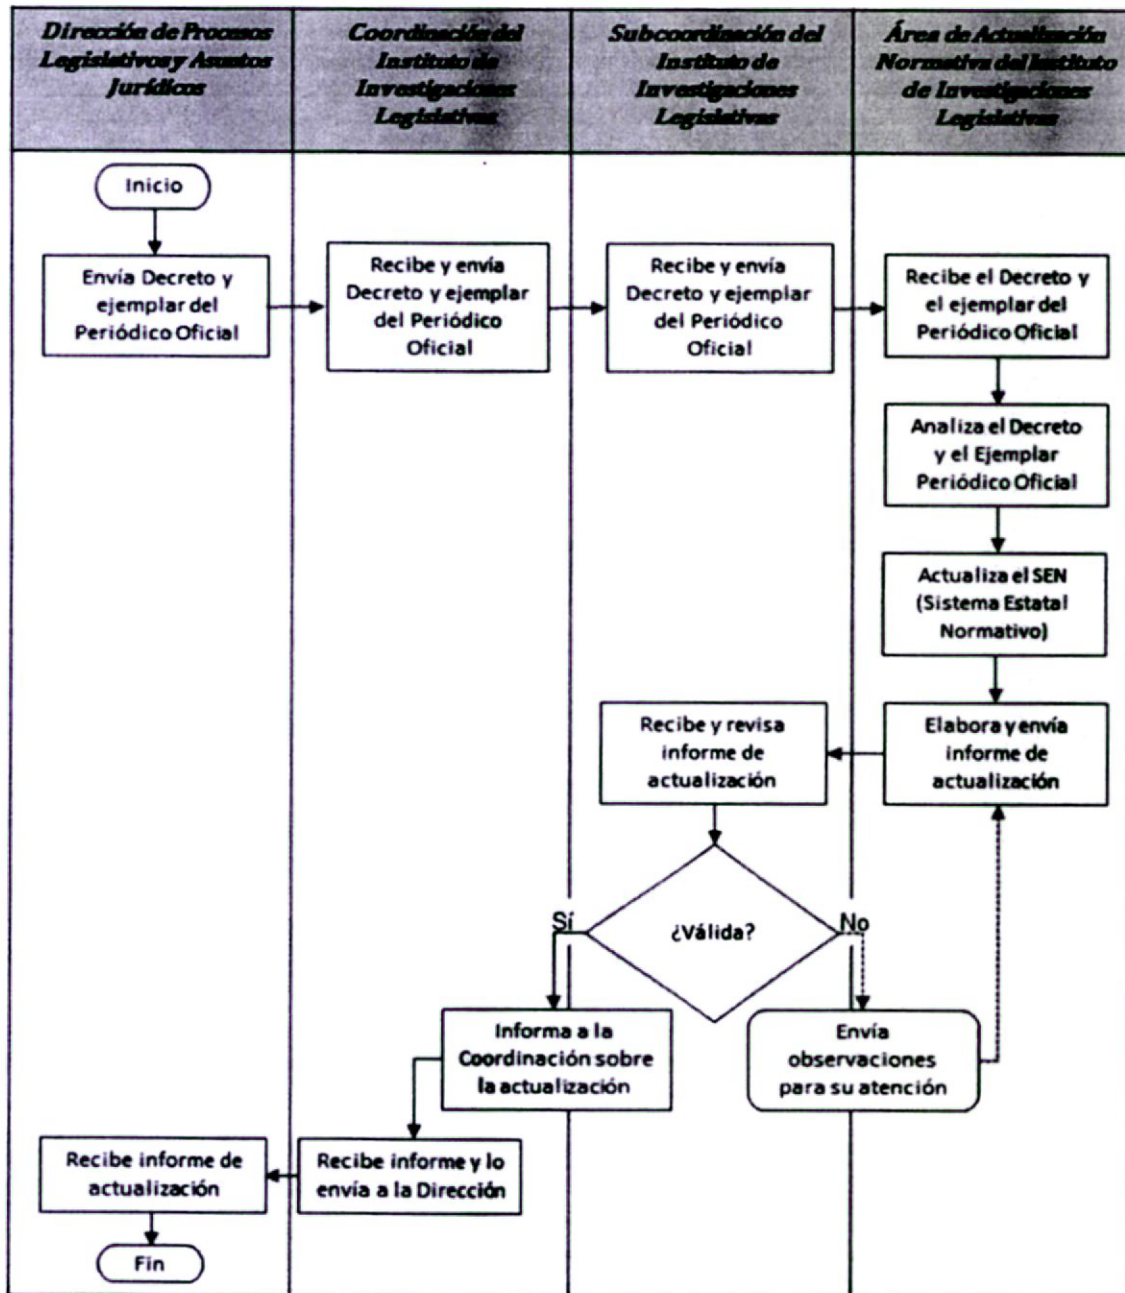 Dirección de Procesos
Legislativos y Asuntos
Jurídicos
Coordinación del
Instituto de
Investigaciones
Legislativas
Subcoordinación del
Instituto de
Investigaciones
Legislativas
Área de Actualización
Normativa del Instituto
de Investigaciones
Legislativas
Inicio
Envía Decreto y
ejemplar del
Periódico Oficial
Recibe y envía
Decreto y ejemplar
del Periódico
Oficial
Recibe y envía
Decreto y ejemplar
del Periódico
Oficial
Recibe el Decreto y
el ejemplar del
Periódico Oficial
Analiza el Decreto
y el Ejemplar
Periódico Oficial
Actualiza el SEN
(Sistema Estatal
Normativo)
Elabora y envía
informe de
actualización
Recibe y revisa
informe de
actualización
¿Válida?
Sí
No
Informa a la
Coordinación sobre
la actualización
Envía
observaciones
para su atención
Recibe informe y lo
envía a la Dirección
Recibe informe de
actualización
Fin